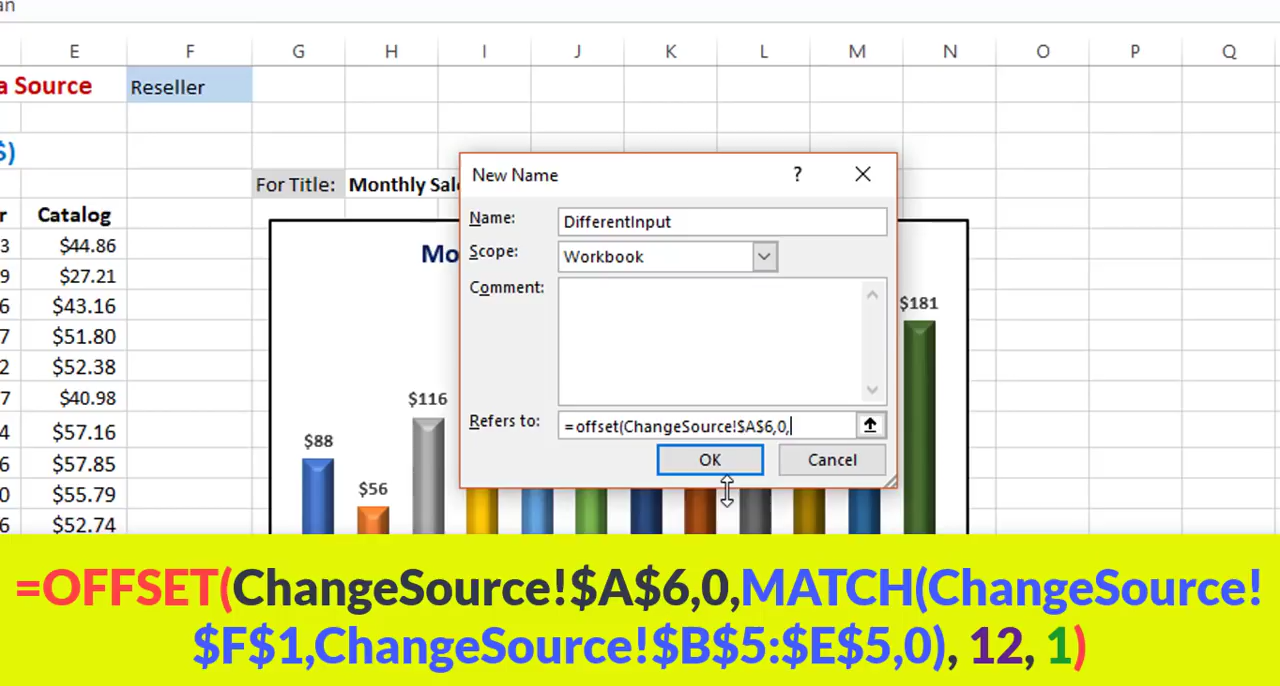 an
E F G H I J K L M N O P Q
a Source Reseller
$)
For Title: Monthly Sale
r Catalog
3 $44.86
9 $27.21
6 $43.16
7 $51.80
2 $52.38
7 $40.98
4 $57.16
6 $57.85
0 $55.79
6 $52.74
Mo
$88
$56
$116
$181
New Name ?
Name: DifferentInput
Scope: Workbook
Comment:
Refers to: =offset(ChangeSource!$A$6,0,
OK Cancel
=OFFSET(ChangeSource!$A$6,0,MATCH(ChangeSource!
$F$1,ChangeSource!$B$5:$E$5,0), 12, 1)